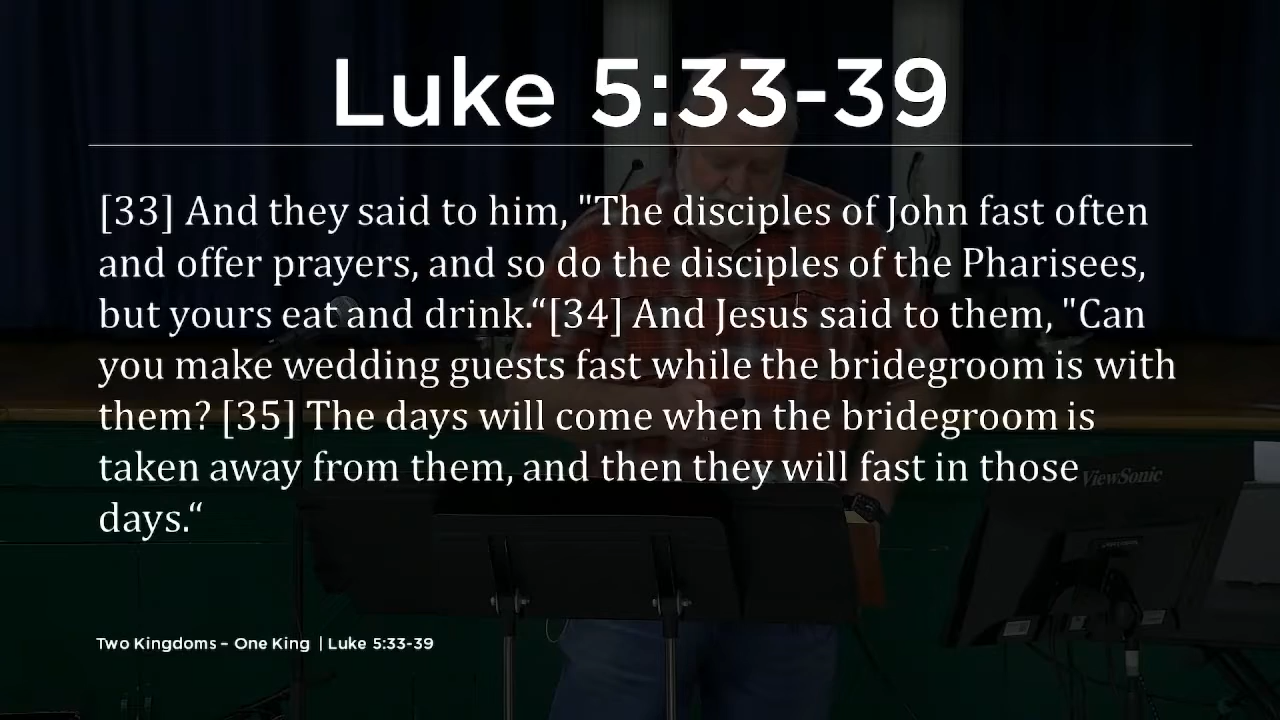 Luke 5:33-39
[33] And they said to him, "The disciples of John fast often
and offer prayers, and so do the disciples of the Pharisees,
but yours eat and drink.“[34] And Jesus said to them, "Can
you make wedding guests fast while the bridegroom is with
them? [35] The days will come when the bridegroom is
taken away from them, and then they will fast in those
days.“
ViewSonic
Two Kingdoms – One King | Luke 5:33-39